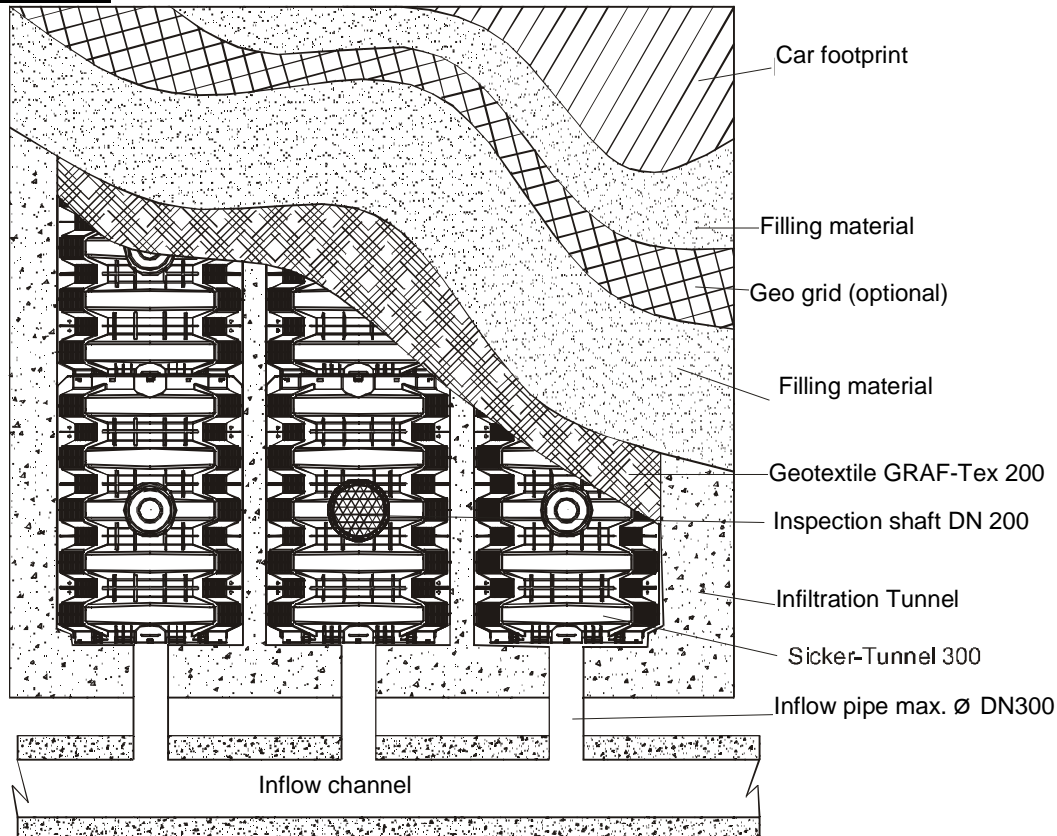 Car footprint
Filling material
Geo grid (optional)
Filling material
Geotextile GRAF-Tex 200
Inspection shaft DN 200
Infiltration Tunnel
Sicker-Tunnel 300
Inflow pipe max. Ø DN300
Inflow channel